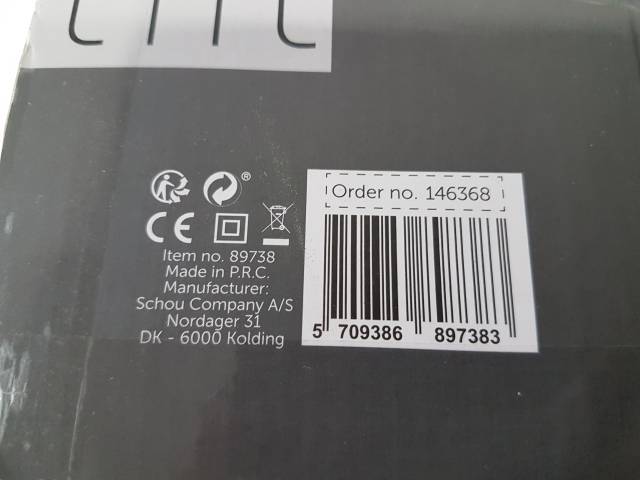 ®
CE
Item no. 89738
Made in P.R.C.
Manufacturer:
Schou Company A/S
Nordager 31
DK - 6000 Kolding
Order no. 146368
5 709386 897383